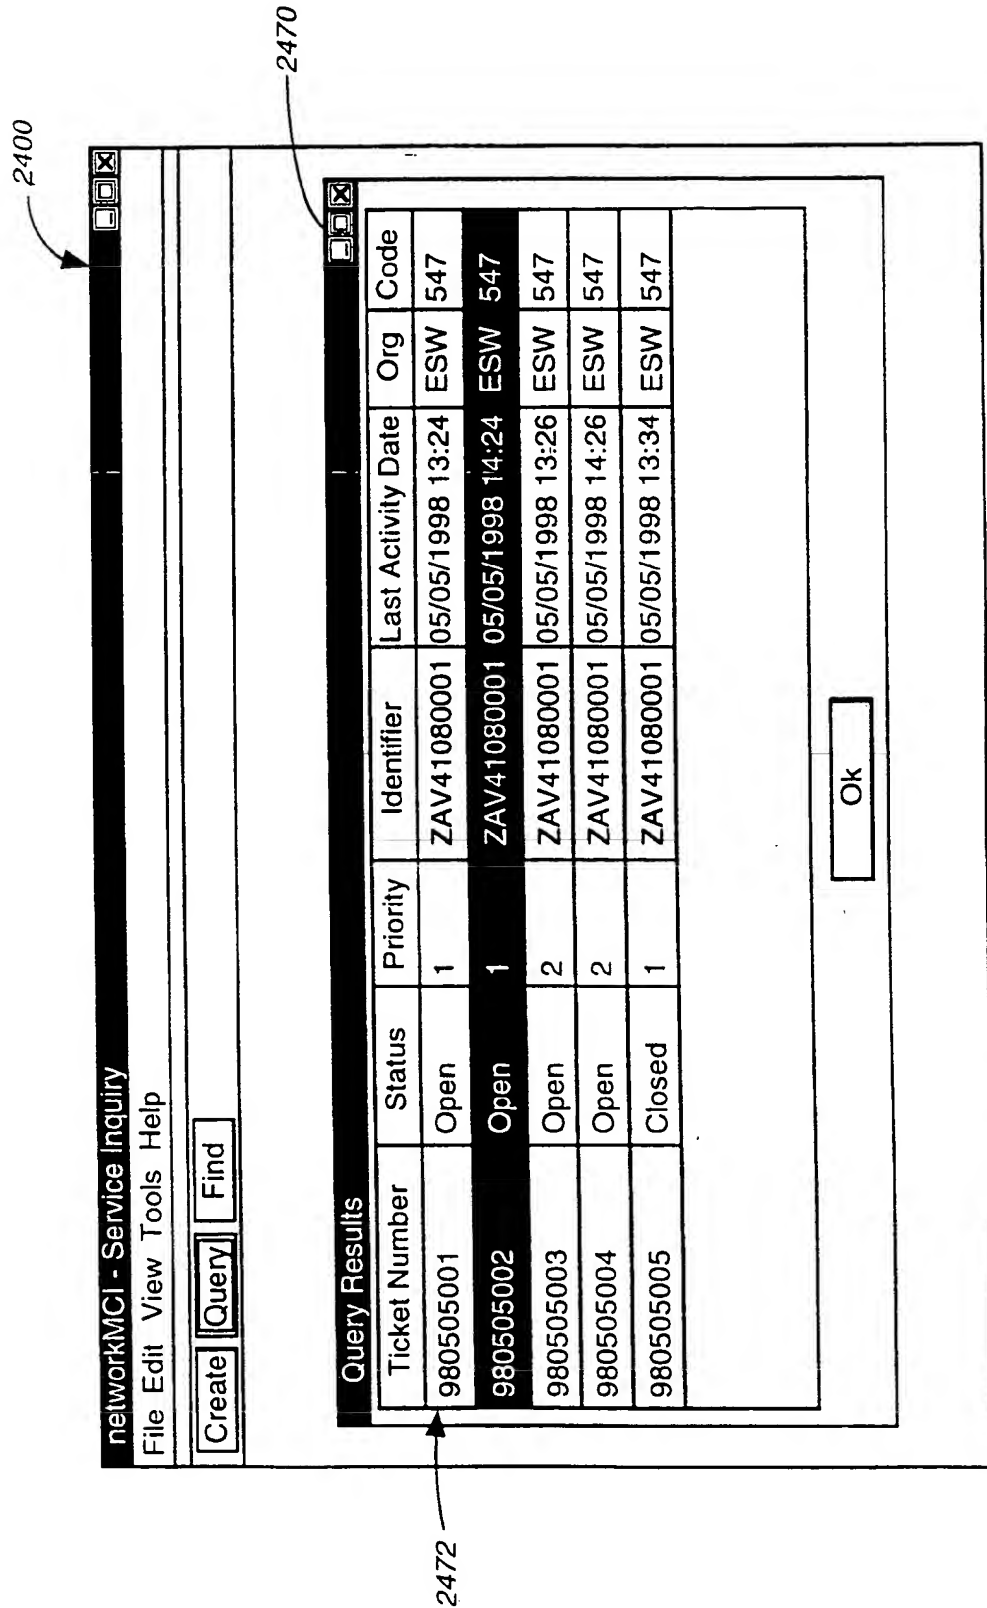 2400
networkMCI - Service Inquiry
File Edit View Tools Help
Create Query Find
2470
Query Results
Ticket Number Status Priority Identifier Last Activity Date Org Code
980505001 Open 1 ZAV41080001 05/05/1998 13:24 ESW 547
980505002 Open 1 ZAV41080001 05/05/1998 14:24 ESW 547
980505003 Open 2 ZAV41080001 05/05/1998 13:26 ESW 547
980505004 Open 2 ZAV41080001 05/05/1998 14:26 ESW 547
980505005 Closed 1 ZAV41080001 05/05/1998 13:34 ESW 547
2472
Ok